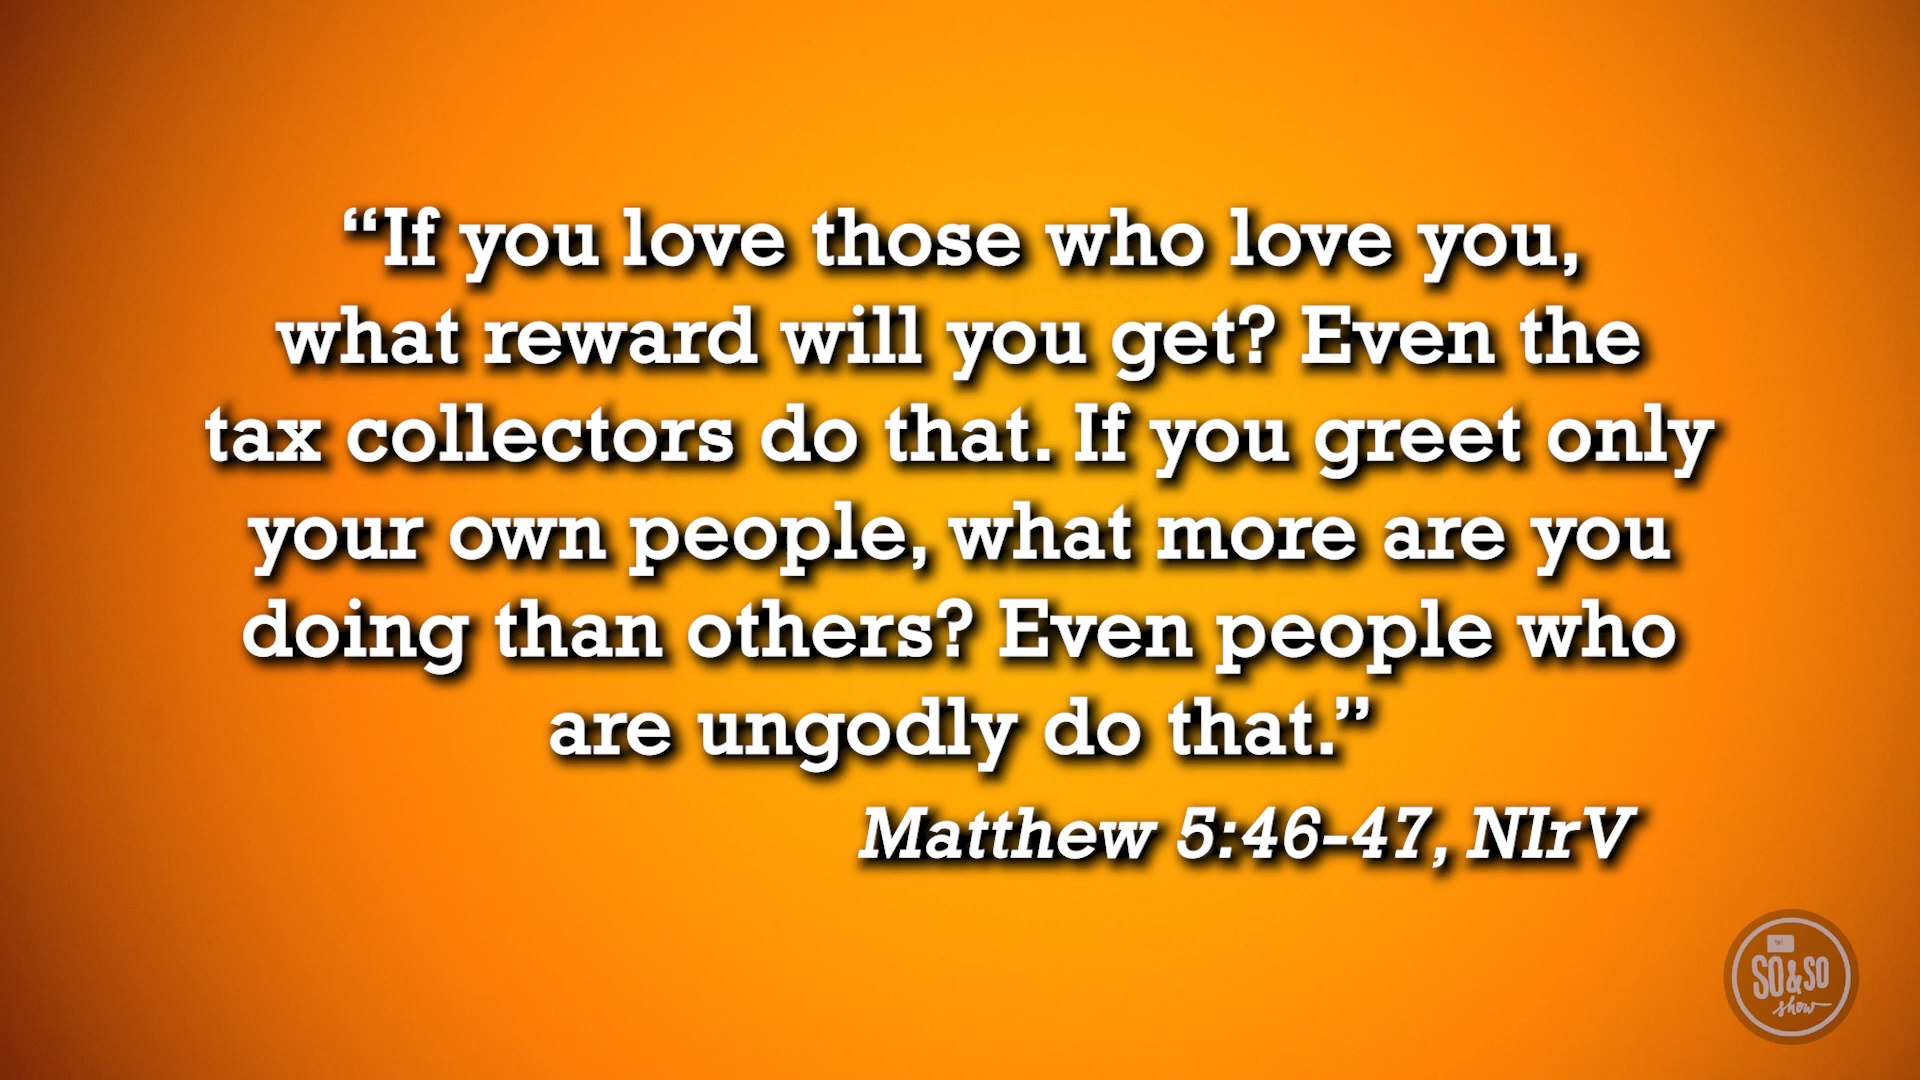 “If you love those who love you,
what reward will you get? Even the
tax collectors do that. If you greet only
your own people, what more are you
doing than others? Even people who
are ungodly do that.”
Matthew 5:46-47, NIrV
SO & SO
show